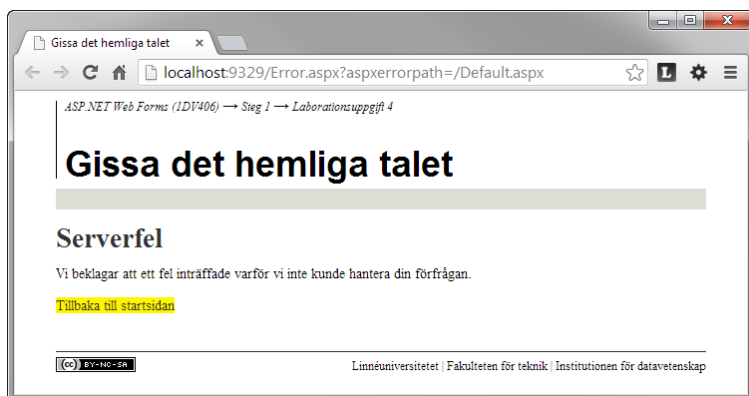 Gissa det hemliga talet
localhost:9329/Error.aspx?aspxerrorpath=/Default.aspx
L
ASP.NET Web Forms (1DV406) → Steg 1 → Laborationsuppgift 4
Gissa det hemliga talet
Serverfel
Vi beklagar att ett fel inträffade varför vi inte kunde hantera din förfrågan.
Tillbaka till startsidan
(cc) BY-NC-SA
Linnéuniversitetet | Fakulteten för teknik | Institutionen för datavetenskap